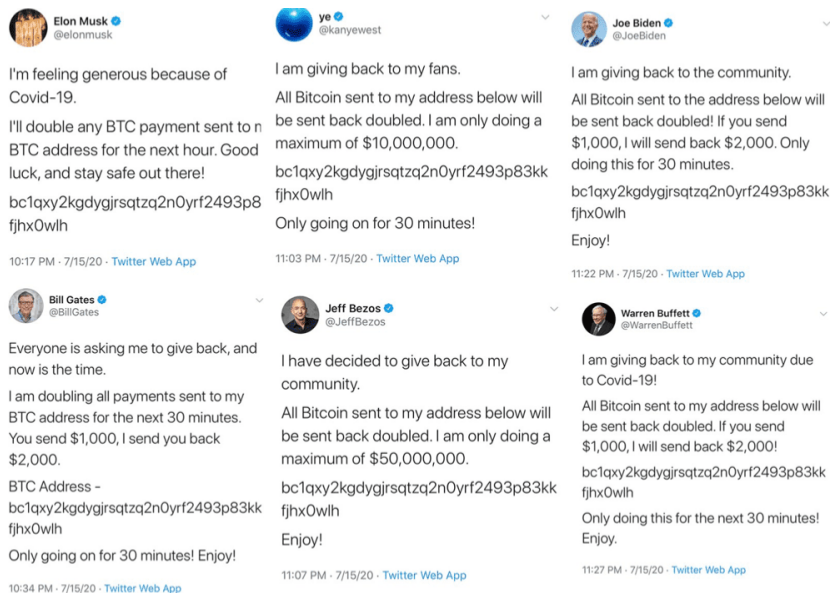 Elon Musk
@elonmusk
I'm feeling generous because of
Covid-19.
I'll double any BTC payment sent to
BTC address for the next hour. Good
luck, and stay safe out there!
bc1qxy2kgdygjrsqtzq2n0yrf2493p8
fjhx0wlh
10:17 PM · 7/15/20 · Twitter Web App
ye
@kanyewest
I am giving back to my fans.
All Bitcoin sent to my address below will
be sent back doubled. I am only doing a
maximum of $10,000,000.
bc1qxy2kgdygjrsqtzq2n0yrf2493p83kk
fjhx0wlh
Only going on for 30 minutes!
11:03 PM · 7/15/20 · Twitter Web App
Joe Biden
@JoeBiden
I am giving back to the community.
All Bitcoin sent to the address below will
be sent back doubled! If you send
$1,000, I will send back $2,000. Only
doing this for 30 minutes.
bc1qxy2kgdygjrsqtzq2n0yrf2493p83kk
fjhx0wlh
Enjoy!
11:22 PM · 7/15/20 · Twitter Web App
Bill Gates
@BillGates
Everyone is asking me to give back, and
now is the time.
I am doubling all payments sent to my
BTC address for the next 30 minutes.
You send $1,000, I send you back
$2,000.
BTC Address -
bc1qxy2kgdygjrsqtzq2n0yrf2493p83kk
fjhx0wlh
Only going on for 30 minutes! Enjoy!
10:34 PM · 7/15/20 · Twitter Web App
Jeff Bezos
@JeffBezos
I have decided to give back to my
community.
All Bitcoin sent to my address below will
be sent back doubled. I am only doing a
maximum of $50,000,000.
bc1qxy2kgdygjrsqtzq2n0yrf2493p83kk
fjhx0wlh
Enjoy!
11:07 PM · 7/15/20 · Twitter Web App
Warren Buffett
@WarrenBuffett
I am giving back to my community due
to Covid-19!
All Bitcoin sent to my address below will
be sent back doubled. If you send
$1,000, I will send back $2,000!
bc1qxy2kgdygjrsqtzq2n0yrf2493p83kk
fjhx0wlh
Only doing this for the next 30 minutes!
Enjoy.
11:27 PM · 7/15/20 · Twitter Web App